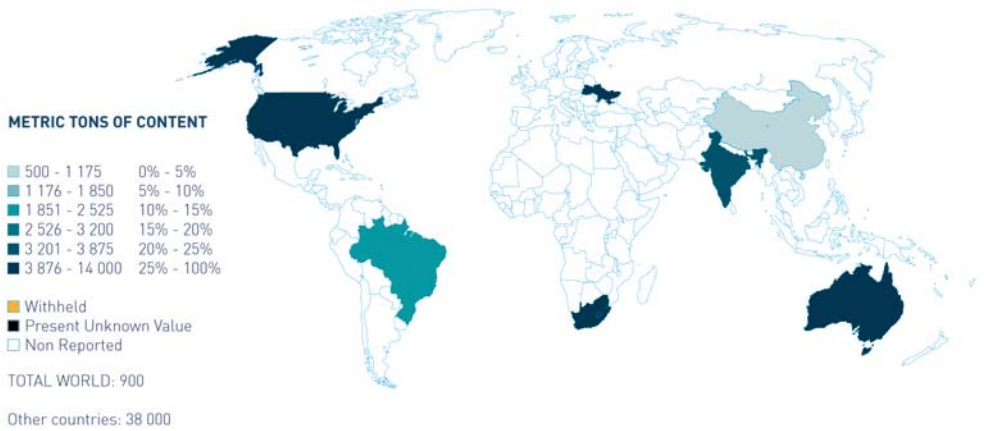 METRIC TONS OF CONTENT
500 - 1 175 0% - 5%
1 176 - 1 850 5% - 10%
1 851 - 2 525 10% - 15%
2 526 - 3 200 15% - 20%
3 201 - 3 875 20% - 25%
3 876 - 14 000 25% - 100%
Withheld
Present Unknown Value
Non Reported
TOTAL WORLD: 900
Other countries: 38 000